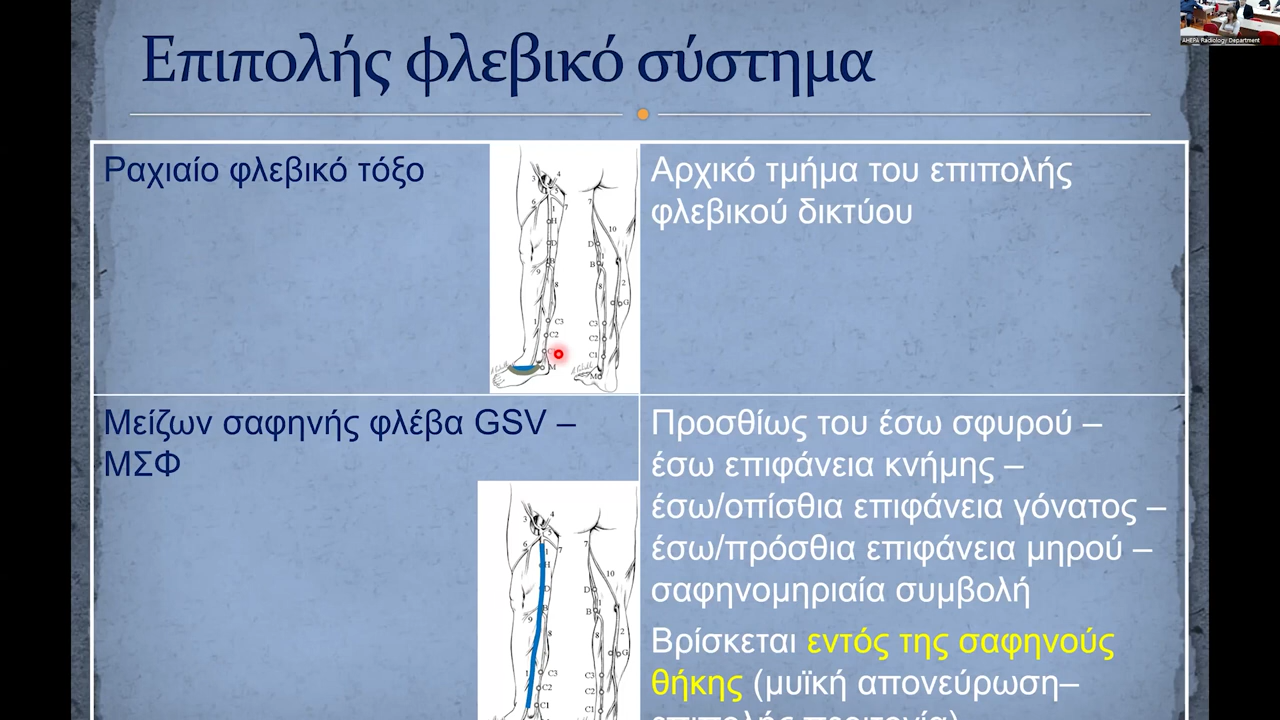 AHEPA Radiology Department
Επιπολής φλεβικό σύστημα
Ραχιαίο φλεβικό τόξο
Αρχικό τμήμα του επιπολής
φλεβικού δικτύου
Μείζων σαφηνής φλέβα GSV –
ΜΣΦ
Προσθίως του έσω σφυρού –
έσω επιφάνεια κνήμης –
έσω/οπίσθια επιφάνεια γόνατος –
έσω/πρόσθια επιφάνεια μηρού –
σαφηνομηριαία συμβολή
Βρίσκεται εντός της σαφηνούς
θήκης (μυϊκή απονεύρωση–